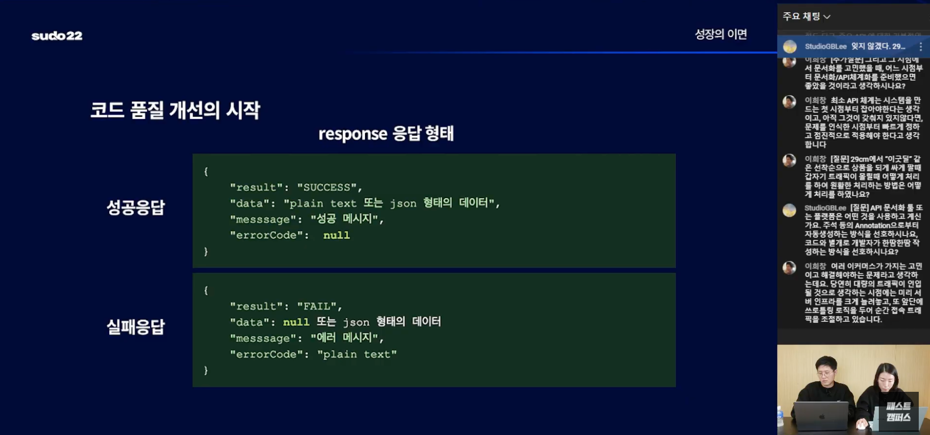 sudo22
성장의 이면
코드 품질 개선의 시작
response 응답 형태
성공응답
{
"result": "SUCCESS",
"data": "plain text 또는 json 형태의 데이터",
"messsage": "성공 메시지",
"errorCode": null
}
실패응답
{
"result": "FAIL",
"data": null 또는 json 형태의 데이터
"messsage": "에러 메시지",
"errorCode": "plain text"
}
주요 채팅
StudioGBLee 잊지 않겠다. 29...
이희창 [추가질문] 그리고 그 시점에
서 문서화를 고민했을 때, 어느 시점부
터 문서화/API체계화를 준비했으면
좋았을 것이라고 생각하시나요?
이희창 최소 API 체계는 시스템을 만
드는 첫 시점부터 잡아야한다는 생각
이고, 아직 그것이 갖춰지 있지않다면,
문제를 인식한 시점부터 빠르게 정하
고 점진적으로 적용해야 한다고 생각
합니다
이희창 [질문] 29cm에서 "이굿달" 같
은 선착순으로 상품을 되게 싸게 팔때
갑자기 트래픽이 몰릴때 어떻게 처리
를 하여 원활한 처리하는 방법은 어떻
게 처리를 하였나요?
StudioGBLee [질문] API 문서화 툴 또
는 플랫폼은 어떤 것을 사용하고 계신
가요. 주석 등의 Annotation으로부터
자동생성하는 방식을 선호하시나요,
코드와 별개로 개발자가 한땀한땀 작
성하는 방식을 선호하시나요?
이희창 여러 이커머스가 가지는 고민
이고 해결해야하는 문제라고 생각하
는데요. 당연히 대량의 트래픽이 인입
될 것으로 생각하는 시점에는 미리 서
버 인프라를 크게 늘려놓고, 또 앞단에
쓰로틀링 로직을 두어 순간 접속 트래
픽을 조절하고 있습니다.
패스트
캠퍼스